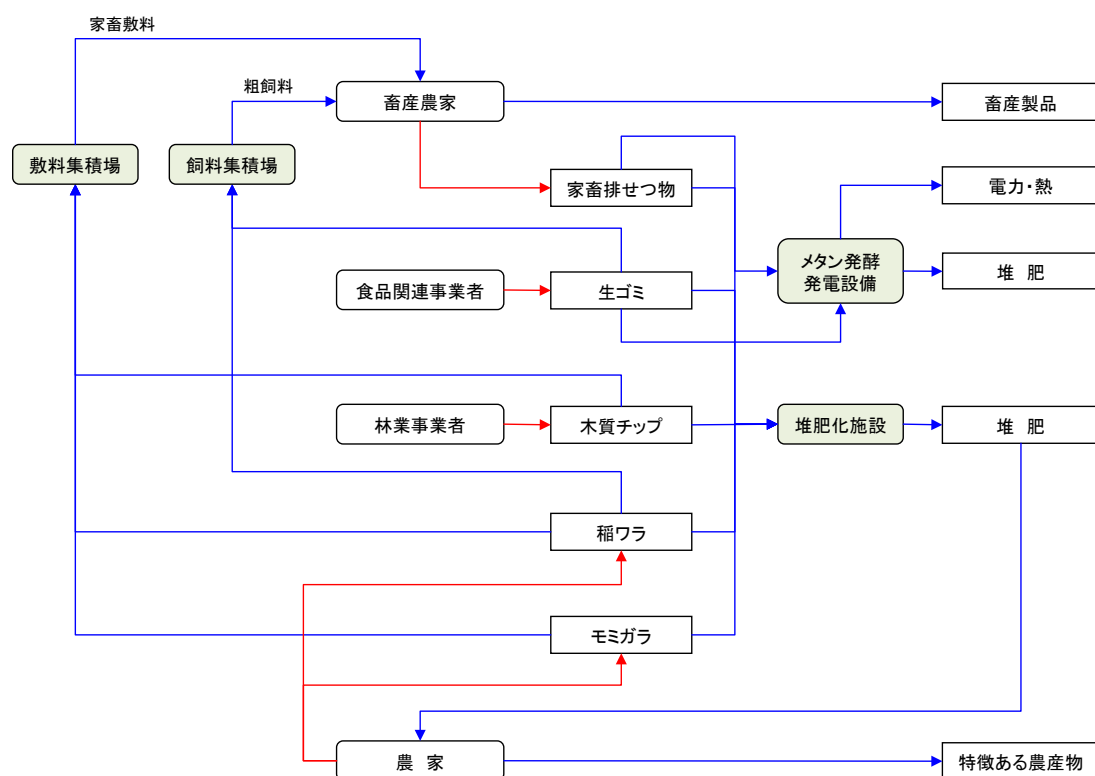 家畜敷料
粗飼料
畜産農家
畜産製品
敷料集積場
飼料集積場
家畜排せつ物
電力・熱
メタン発酵
発電設備
堆　肥
食品関連事業者
生ゴミ
林業事業者
木質チップ
堆肥化施設
堆　肥
稲ワラ
モミガラ
農　家
特徴ある農産物